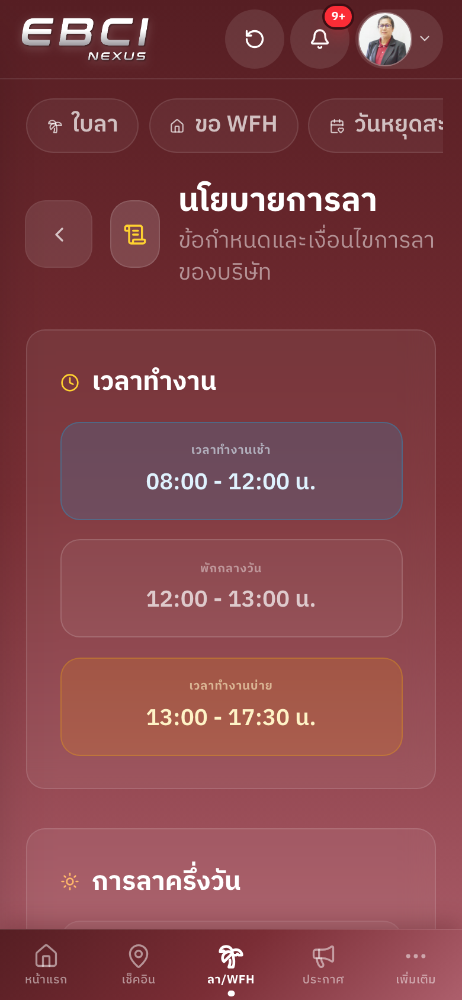 EBCI
NEXUS
9+
ใบลา
ขอ WFH
วันหยุดสะ
นโยบายการลา
ข้อกำหนดและเงื่อนไขการลา
ของบริษัท
เวลาทำงาน
เวลาทำงานเช้า
08:00 - 12:00 น.
พักกลางวัน
12:00 - 13:00 น.
เวลาทำงานบ่าย
13:00 - 17:30 น.
การลาครึ่งวัน
หน้าแรก
เช็คอิน
ลา/WFH
ประกาศ
เพิ่มเติม